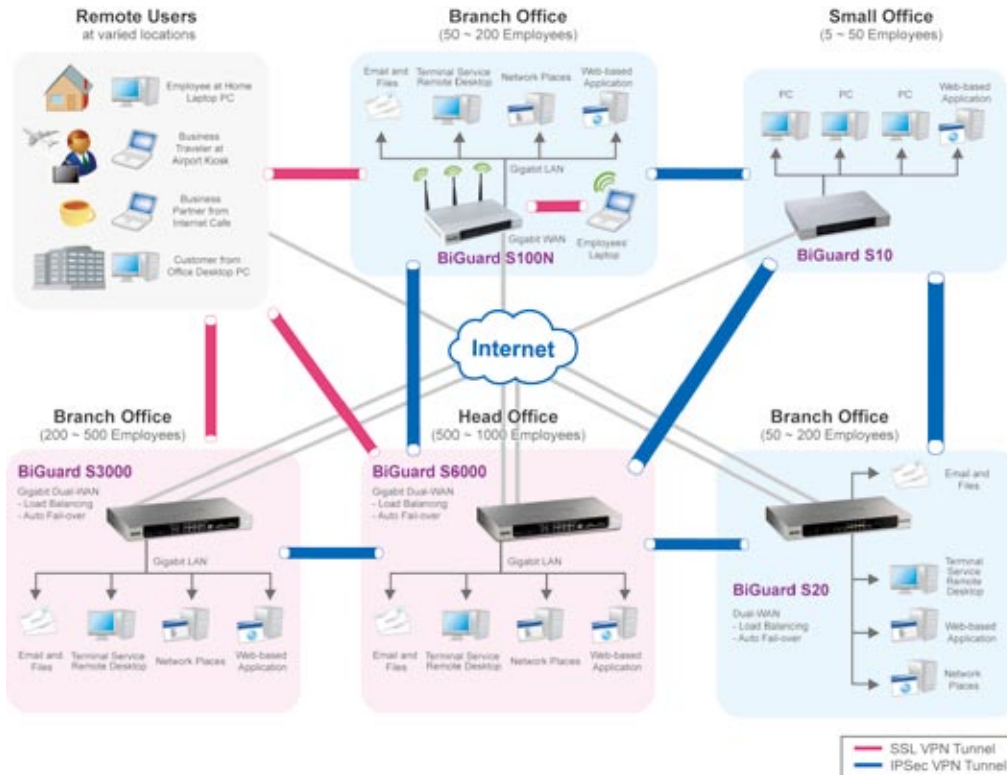 Remote Users
at varied locations
Employee at Home
Laptop PC
Business
Traveler at
Airport Kiosk
Business
Partner from
Internet Cafe
Customer from
Office Desktop PC
Branch Office
(50 ~ 200 Employees)
Email and
Files
Terminal Service
Remote Desktop
Network Places
Web-based
Application
Gigabit LAN
Gigabit WAN
Employees'
Laptop
BiGuard S100N
Small Office
(5 ~ 50 Employees)
PC
PC
PC
Web-based
Application
BiGuard S10
Internet
Branch Office
(200 ~ 500 Employees)
BiGuard S3000
Gigabit Dual-WAN
- Load Balancing
- Auto Fail-over
Gigabit LAN
Email and
Files
Terminal Service
Remote Desktop
Network Places
Web-based
Application
Head Office
(500 ~ 1000 Employees)
BiGuard S6000
Gigabit Dual-WAN
- Load Balancing
- Auto Fail-over
Gigabit LAN
Email and
Files
Terminal Service
Remote Desktop
Network Places
Web-based
Application
Branch Office
(50 ~ 200 Employees)
Email and
Files
BiGuard S20
Dual-WAN
- Load Balancing
- Auto Fail-over
Terminal
Service
Remote
Desktop
Web-based
Application
Network
Places
SSL VPN Tunnel
IPSec VPN Tunnel